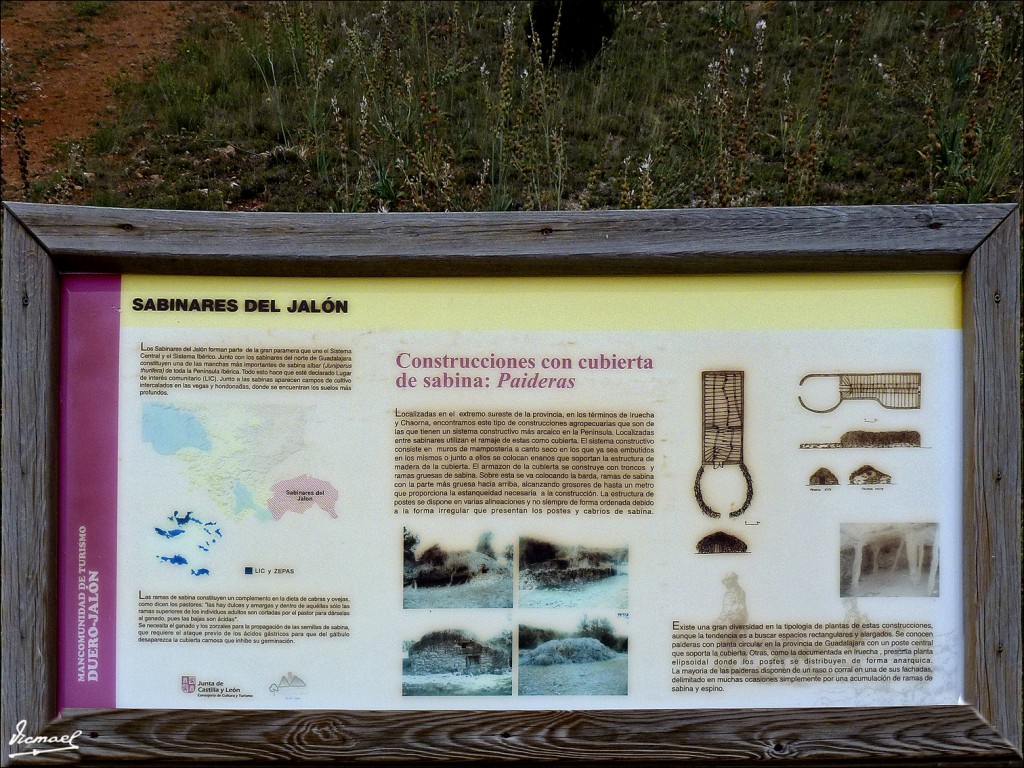 SABINARES DEL JALÓN
Los Sabinares del Jalón forman parte de la gran paramera que une el Sistema
Central y el Sistema Ibérico. Junto con los sabinares del norte de Guadalajara
constituyen una de las manchas más importantes de sabina albar (Juniperus
thurifera) de toda la Península Ibérica. Todo esto hace que esté declarado Lugar
de interés comunitario (LIC). Junto a las sabinas aparecen campos de cultivo
intercalados en las vegas y hondonadas, donde se encuentran los suelos más
profundos.
Sabinares del
Jalon
LIC y ZEPAS
Las ramas de sabina constituyen un complemento en la dieta de cabras y ovejas,
como dicen los pastores: "las hay dulces y amargas y dentro de aquéllas sólo las
ramas superiores de los individuos adultos son cortadas por el pastor para dárselas
al ganado, pues las bajas son ácidas".
Se necesita el ganado y los zorzales para la propagación de las semillas de sabina,
que requiere el ataque previo de los ácidos gástricos para que del gálbulo
desaparezca la cubierta carnosa que inhibe su germinación.
Junta de
Castilla y León
Consejería de Cultura y Turismo
Construcciones con cubierta
de sabina: Paideras
Localizadas en el extremo sureste de la provincia, en los términos de Iruecha
y Chaorna, encontramos este tipo de construcciones agropecuarias que son de
las que tienen un sistema constructivo más arcaico en la Península. Localizadas
entre sabinares utilizan el ramaje de estas como cubierta. El sistema constructivo
consiste en muros de mampostería a canto seco en los que ya sea embutidos
en los mismos o junto a ellos se colocan enanos que soportan la estructura de
madera de la cubierta. El armazon de la cubierta se construye con troncos y
ramas gruesas de sabina. Sobre esta se va colocando la barda, ramas de sabina
con la parte más gruesa hacia arriba, alcanzando grosores de hasta un metro
que proporciona la estanqueidad necesaria a la construcción. La estructura de
postes se dispone en varias alineaciones y no siempre de forma ordenada debido
a la forma irregular que presentan los postes y cabrios de sabina.
Existe una gran diversidad en la tipología de plantas de estas construcciones,
aunque la tendencia es a buscar espacios rectangulares y alargados. Se conocen
paideras con planta circular en la provincia de Guadalajara con un poste central
que soporta la cubierta. Otras, como la documentada en Iruecha , presenta planta
elipsoidal donde los postes se distribuyen de forma anarquica.
La mayoría de las paideras disponen de un raso o corral en una de sus fachadas,
delimitado en muchas ocasiones simplemente por una acumulación de ramas de
sabina y espino.
MANCOMUNIDAD DE TURISMO
DUERO-JALÓN
Vicmael